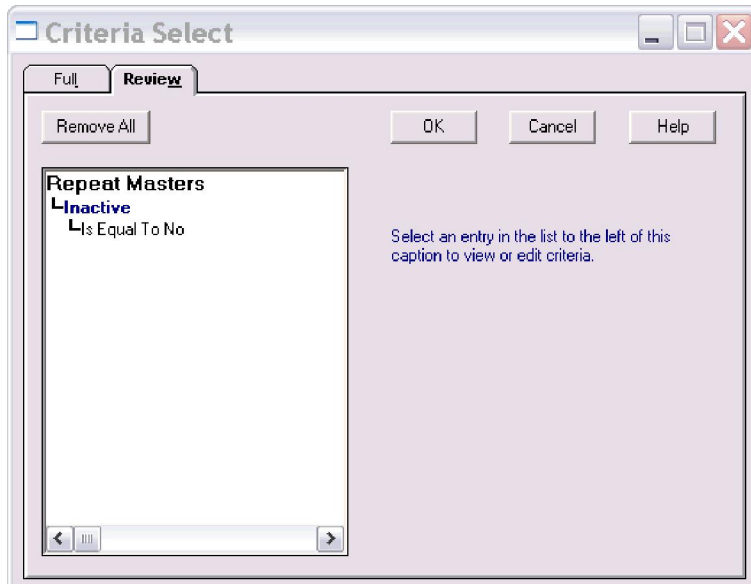 Criteria Select
Full Review
Remove All OK Cancel Help
Repeat Masters
Inactive
Is Equal To No
Select an entry in the list to the left of this
caption to view or edit criteria.